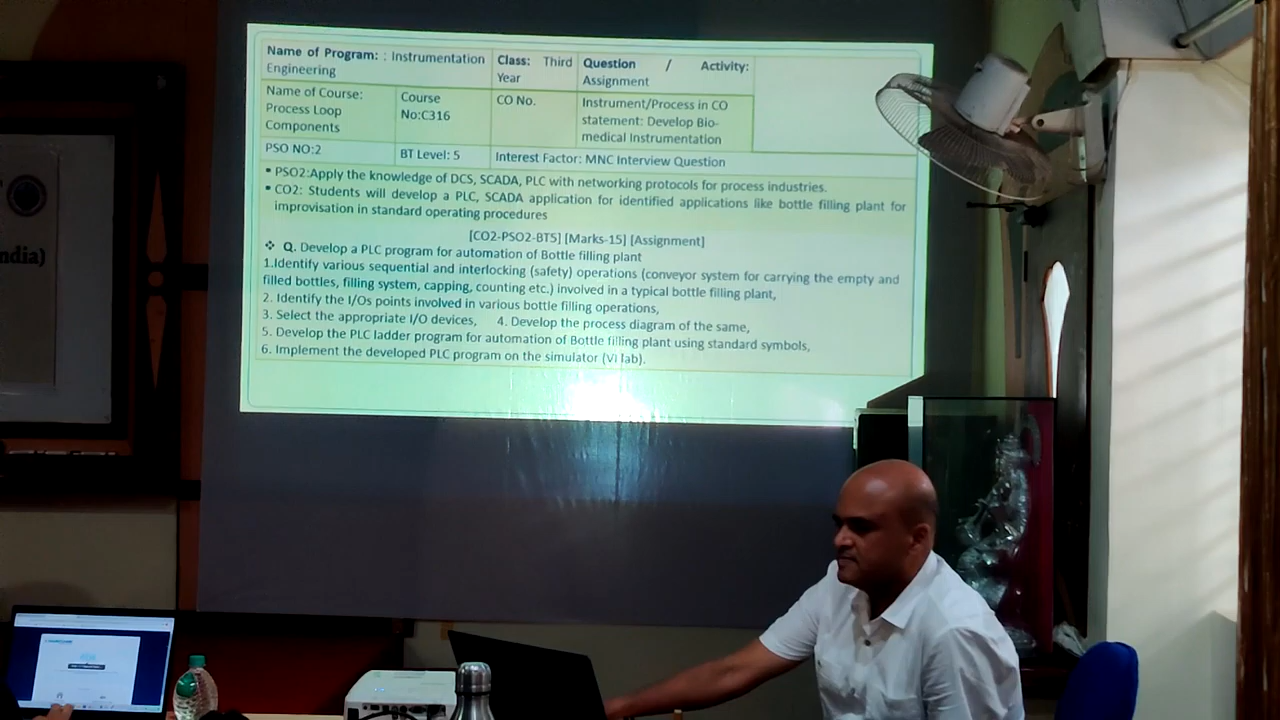 Name of Program: : Instrumentation Engineering
Class: Third Year
Question / Activity: Assignment
Name of Course: Process Loop Components
Course No:C316
CO No.
Instrument/Process in CO statement: Develop Bio-medical Instrumentation
PSO NO:2
BT Level: 5
Interest Factor: MNC Interview Question
• PSO2:Apply the knowledge of DCS, SCADA, PLC with networking protocols for process industries.
• CO2: Students will develop a PLC, SCADA application for identified applications like bottle filling plant for
improvisation in standard operating procedures
[CO2-PSO2-BT5] [Marks-15] [Assignment]
❖ Q. Develop a PLC program for automation of Bottle filling plant
1.Identify various sequential and interlocking (safety) operations (conveyor system for carrying the empty and
filled bottles, filling system, capping, counting etc.) involved in a typical bottle filling plant,
2. Identify the I/Os points involved in various bottle filling operations,
3. Select the appropriate I/O devices, 4. Develop the process diagram of the same,
5. Develop the PLC ladder program for automation of Bottle filling plant using standard symbols,
6. Implement the developed PLC program on the simulator (Vi lab).
ndia)